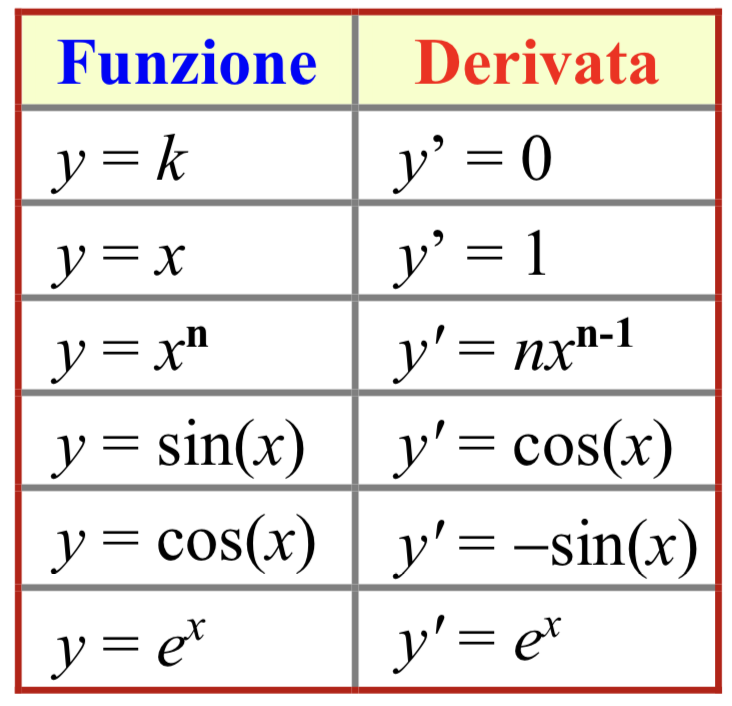 Funzione Derivata
y = k y’ = 0
y = x y’ = 1
y = xⁿ y′ = nxⁿ⁻¹
y = sin(x) y′ = cos(x)
y = cos(x) y′ = –sin(x)
y = eˣ y′ = eˣ